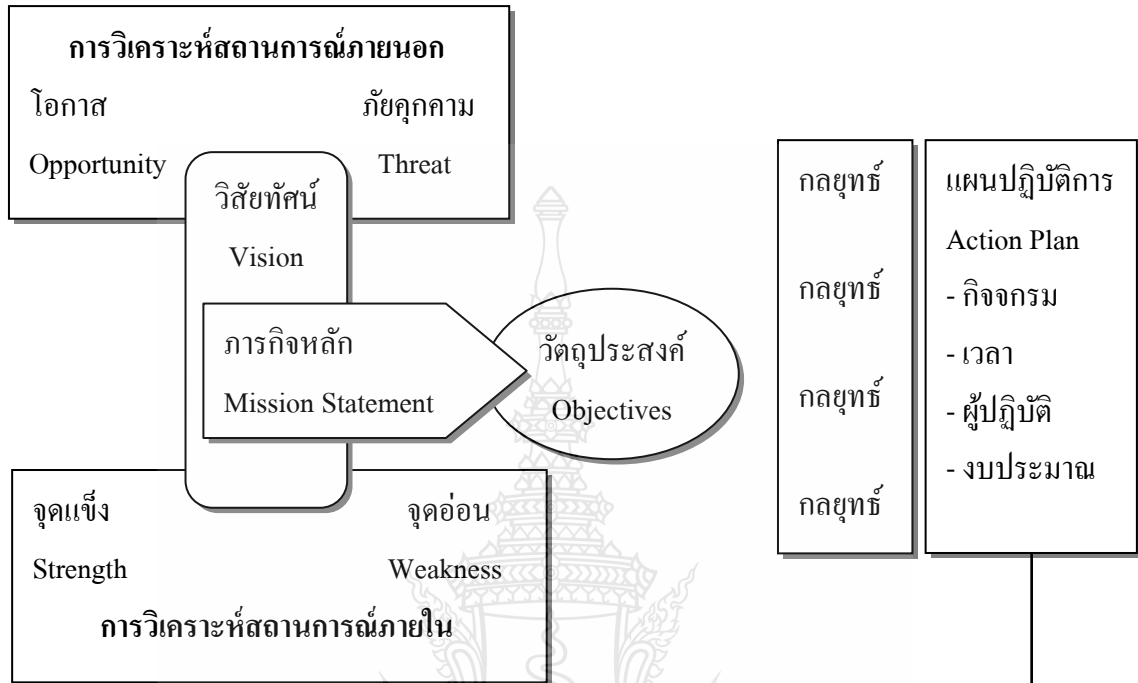 การวิเคราะห์สถานการณ์ภายนอก
โอกาส ภัยคุกคาม
Opportunity Threat
วิสัยทัศน์
Vision
ภารกิจหลัก
Mission Statement
วัตถุประสงค์
Objectives
จุดแข็ง จุดอ่อน
Strength Weakness
การวิเคราะห์สถานการณ์ภายใน
กลยุทธ์
กลยุทธ์
กลยุทธ์
กลยุทธ์
แผนปฏิบัติการ
Action Plan
- กิจจกรม
- เวลา
- ผู้ปฏิบัติ
- งบประมาณ